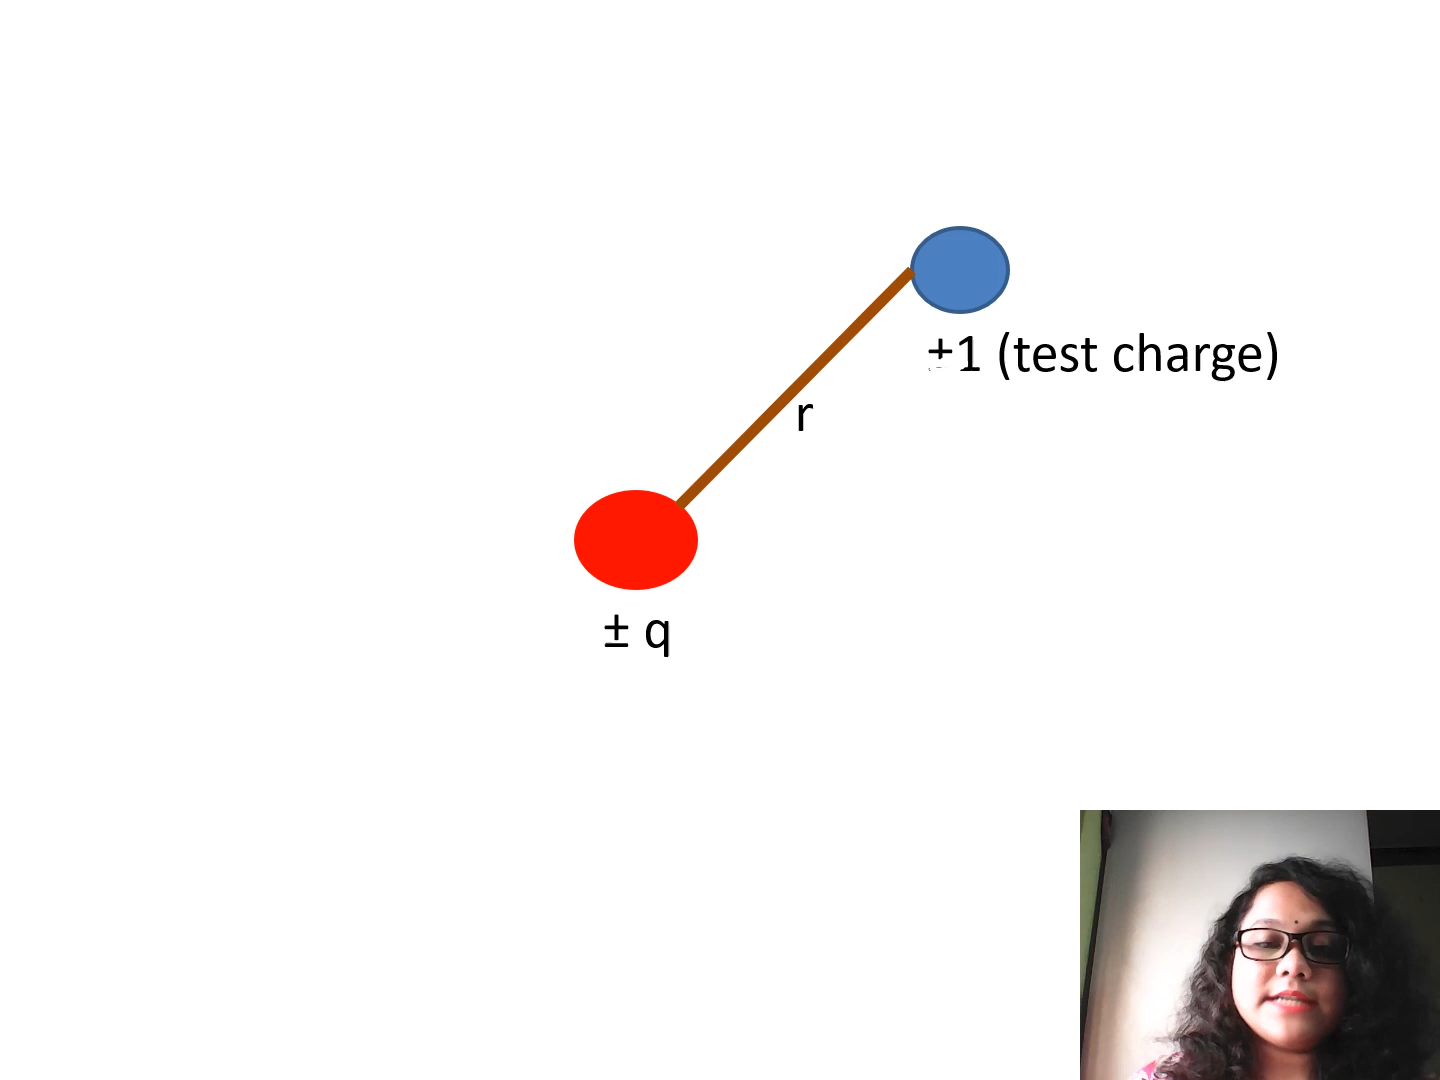 +1 (test charge)
r
± q